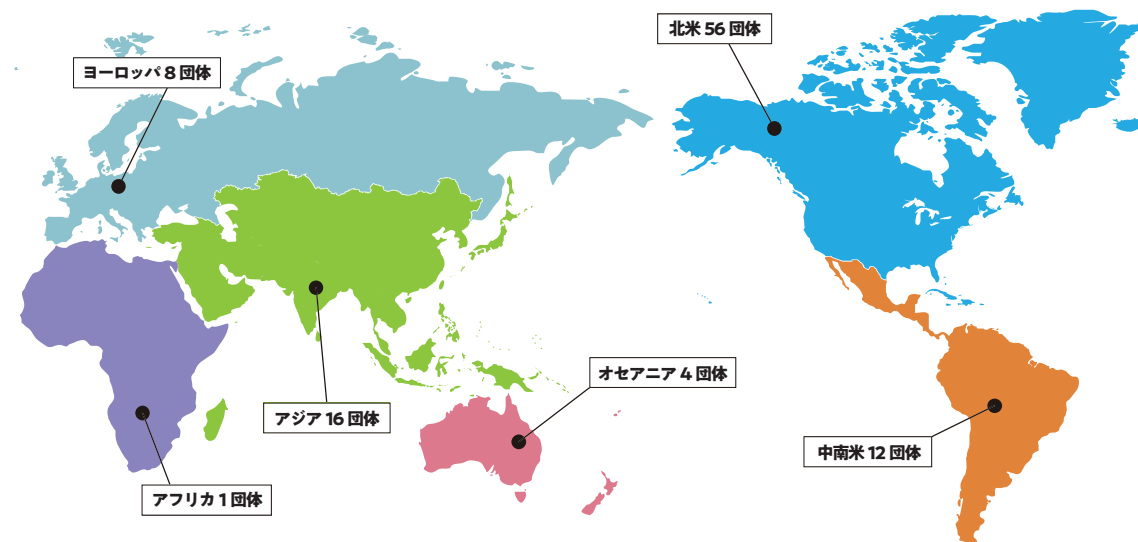 北米 56 団体
ヨーロッパ 8 団体
オセアニア 4 団体
アジア 16 団体
中南米 12 団体
アフリカ 1 団体